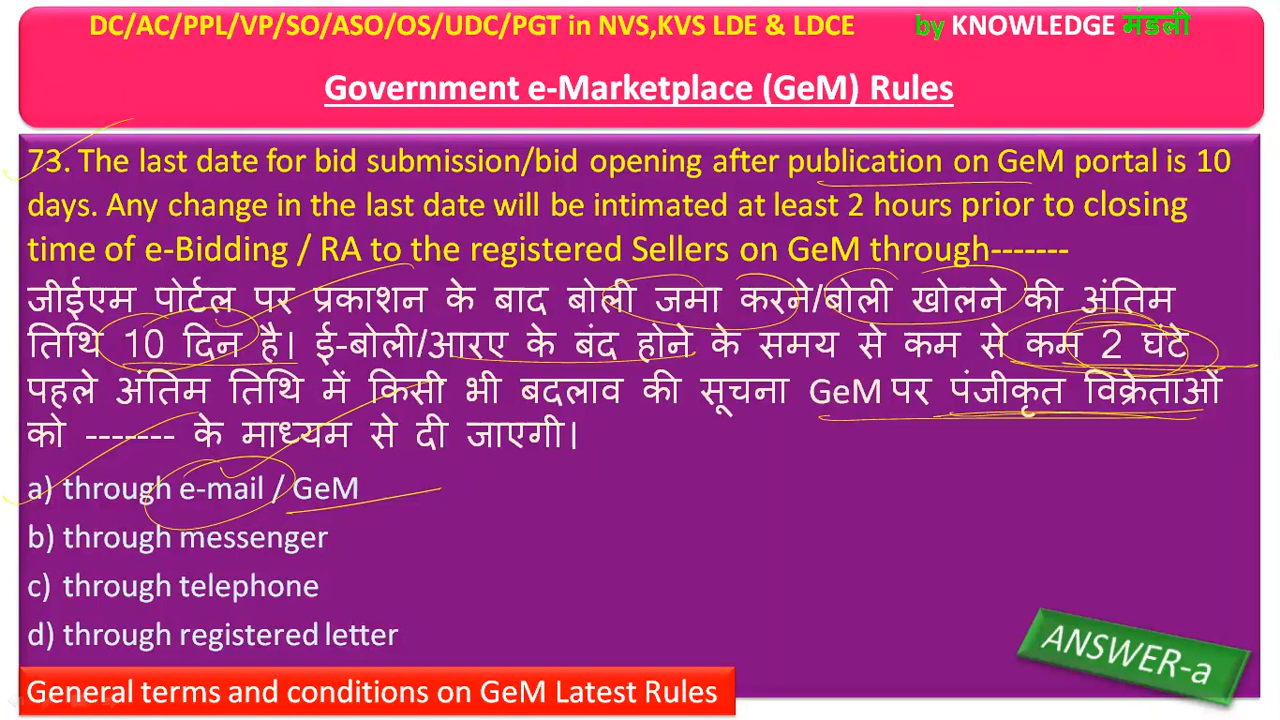 DC/AC/PPL/VP/SO/ASO/OS/UDC/PGT in NVS,KVS LDE & LDCE by KNOWLEDGE मंडली
Government e-Marketplace (GeM) Rules
73. The last date for bid submission/bid opening after publication on GeM portal is 10
days. Any change in the last date will be intimated at least 2 hours prior to closing
time of e-Bidding / RA to the registered Sellers on GeM through-------
जीईएम पोर्टल पर प्रकाशन के बाद बोली जमा करने/बोली खोलने की अंतिम
तिथि 10 दिन है। ई-बोली/आरए के बंद होने के समय से कम से कम 2 घंटे
पहले अंतिम तिथि में किसी भी बदलाव की सूचना GeM पर पंजीकृत विक्रेताओं
को ------- के माध्यम से दी जाएगी।
a) through e-mail / GeM
b) through messenger
c) through telephone
d) through registered letter
ANSWER-a
General terms and conditions on GeM Latest Rules